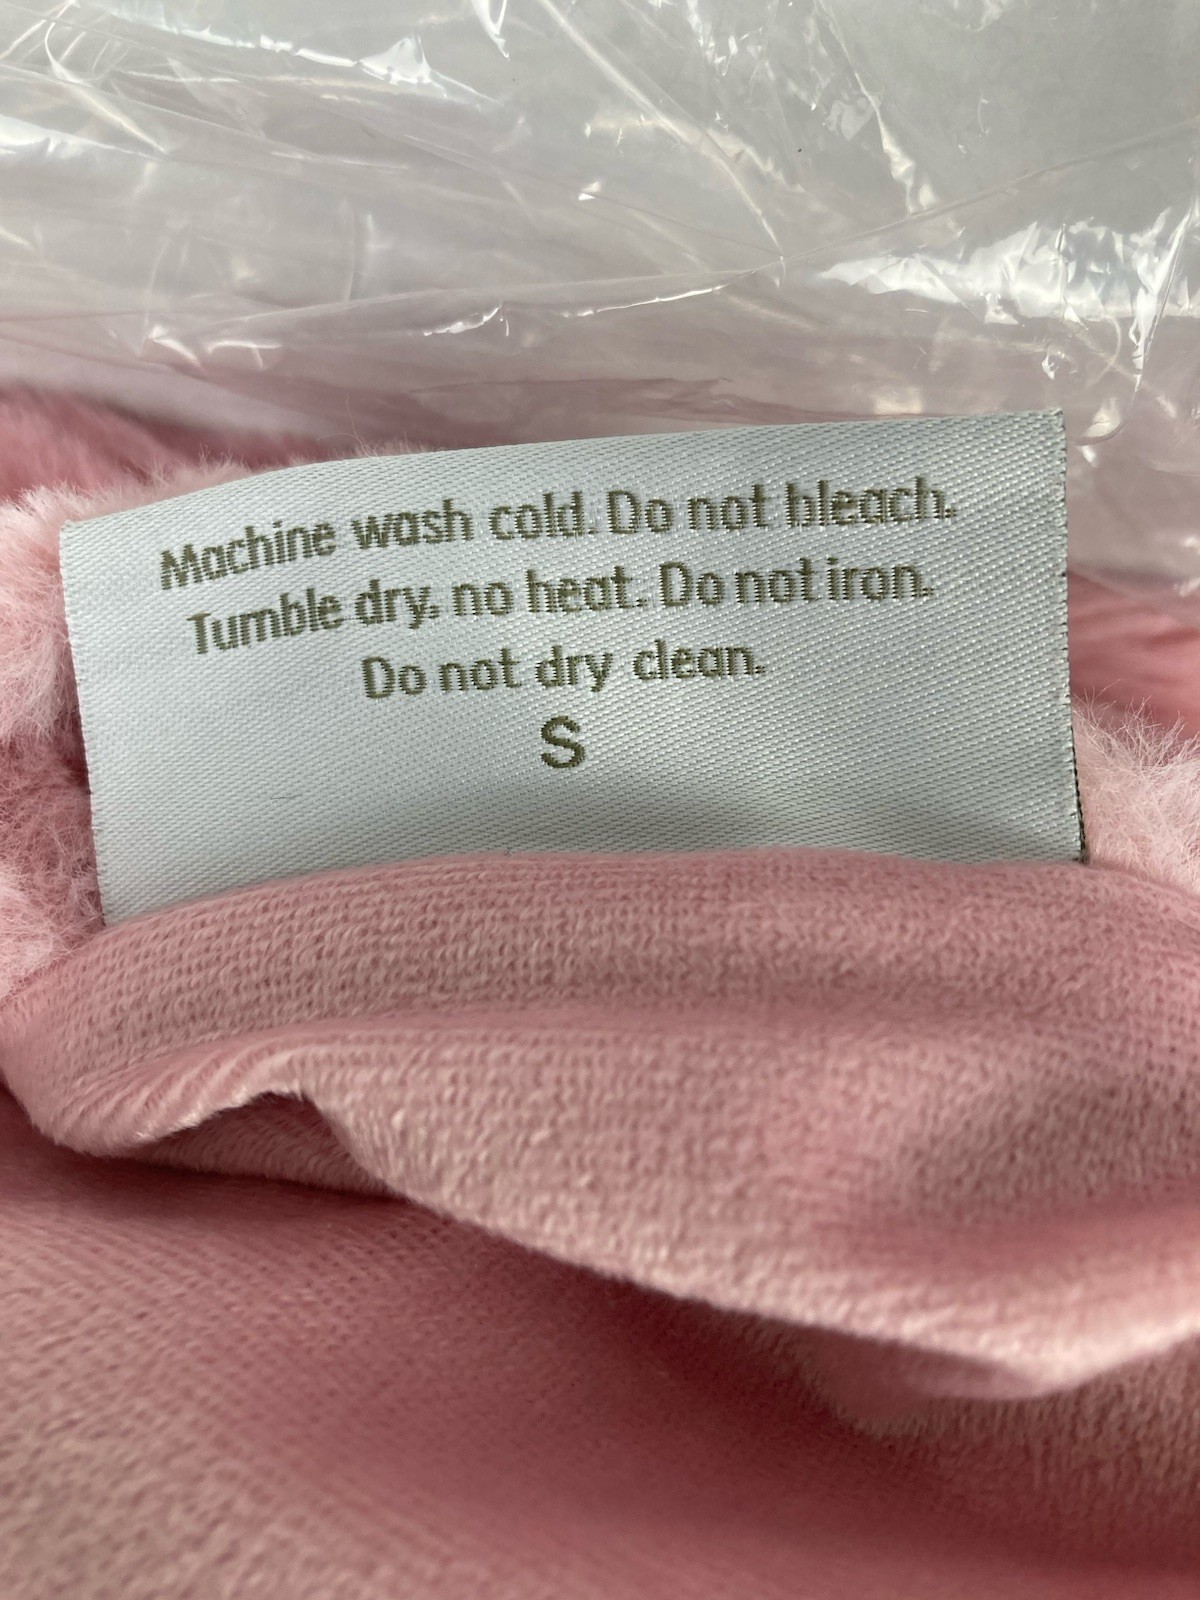 Machine wash cold. Do not bleach.
Tumble dry, no heat. Do not iron.
Do not dry clean.
S